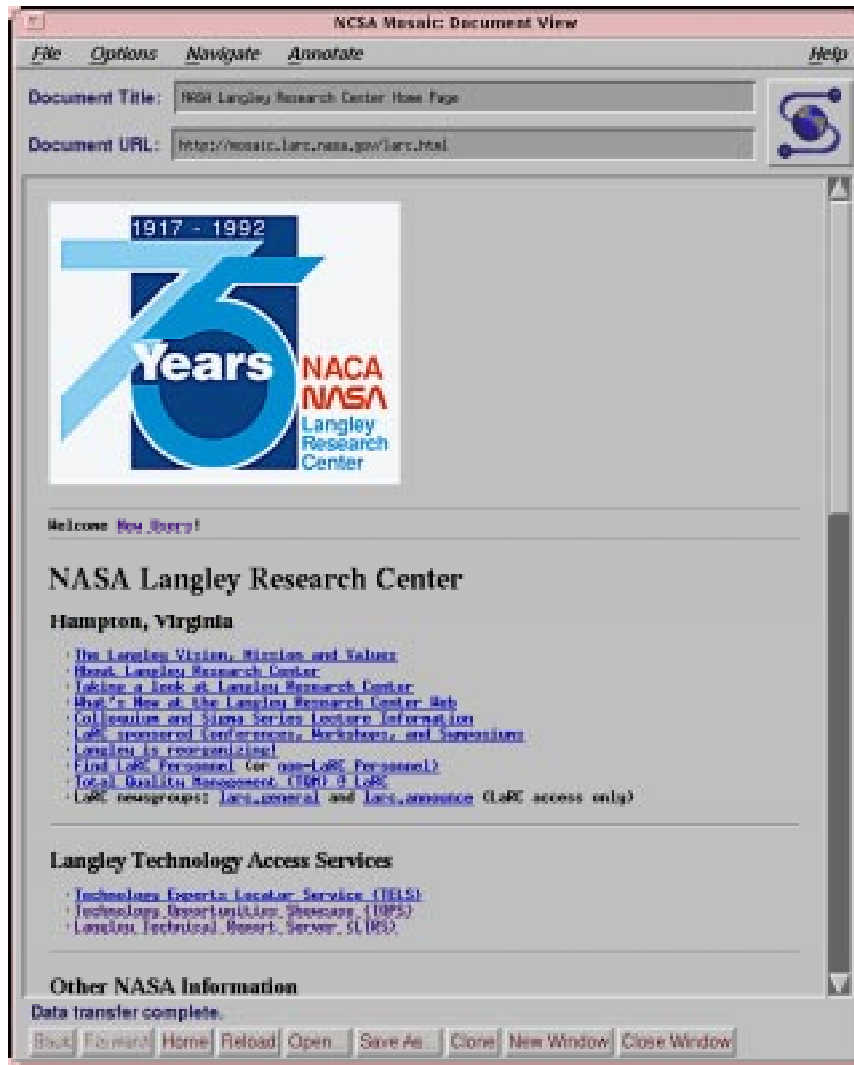 NCSA Mosaic: Document View
File Options Navigate Annotate Help
Document Title: NASA Langley Research Center Home Page
Document URL: http://mosaic.larc.nasa.gov/larc.html
1917 - 1992
75
Years
NACA
NASA
Langley
Research
Center
Welcome New Users!
NASA Langley Research Center
Hampton, Virginia
The Langley Vision, Mission and Values
About Langley Research Center
Taking a look at Langley Research Center
What's New at the Langley Research Center Web
Colloquium and Sigma Series Lecture Information
LaRC sponsored Conferences, Workshops, and Symposiums
Langley is reorganizing!
Find LaRC Personnel (or non-LaRC Personnel)
Total Quality Management (TQM) @ LaRC
LaRC newsgroups: larc.general and larc.announce (LaRC access only)
Langley Technology Access Services
Technology Experts Locator Service (TELS)
Technology Opportunities Showcase (TOPS)
Langley Technical Report Server (LTRS)
Other NASA Information
Data transfer complete.
Back Forward Home Reload Open... Save As... Clone New Window Close Window